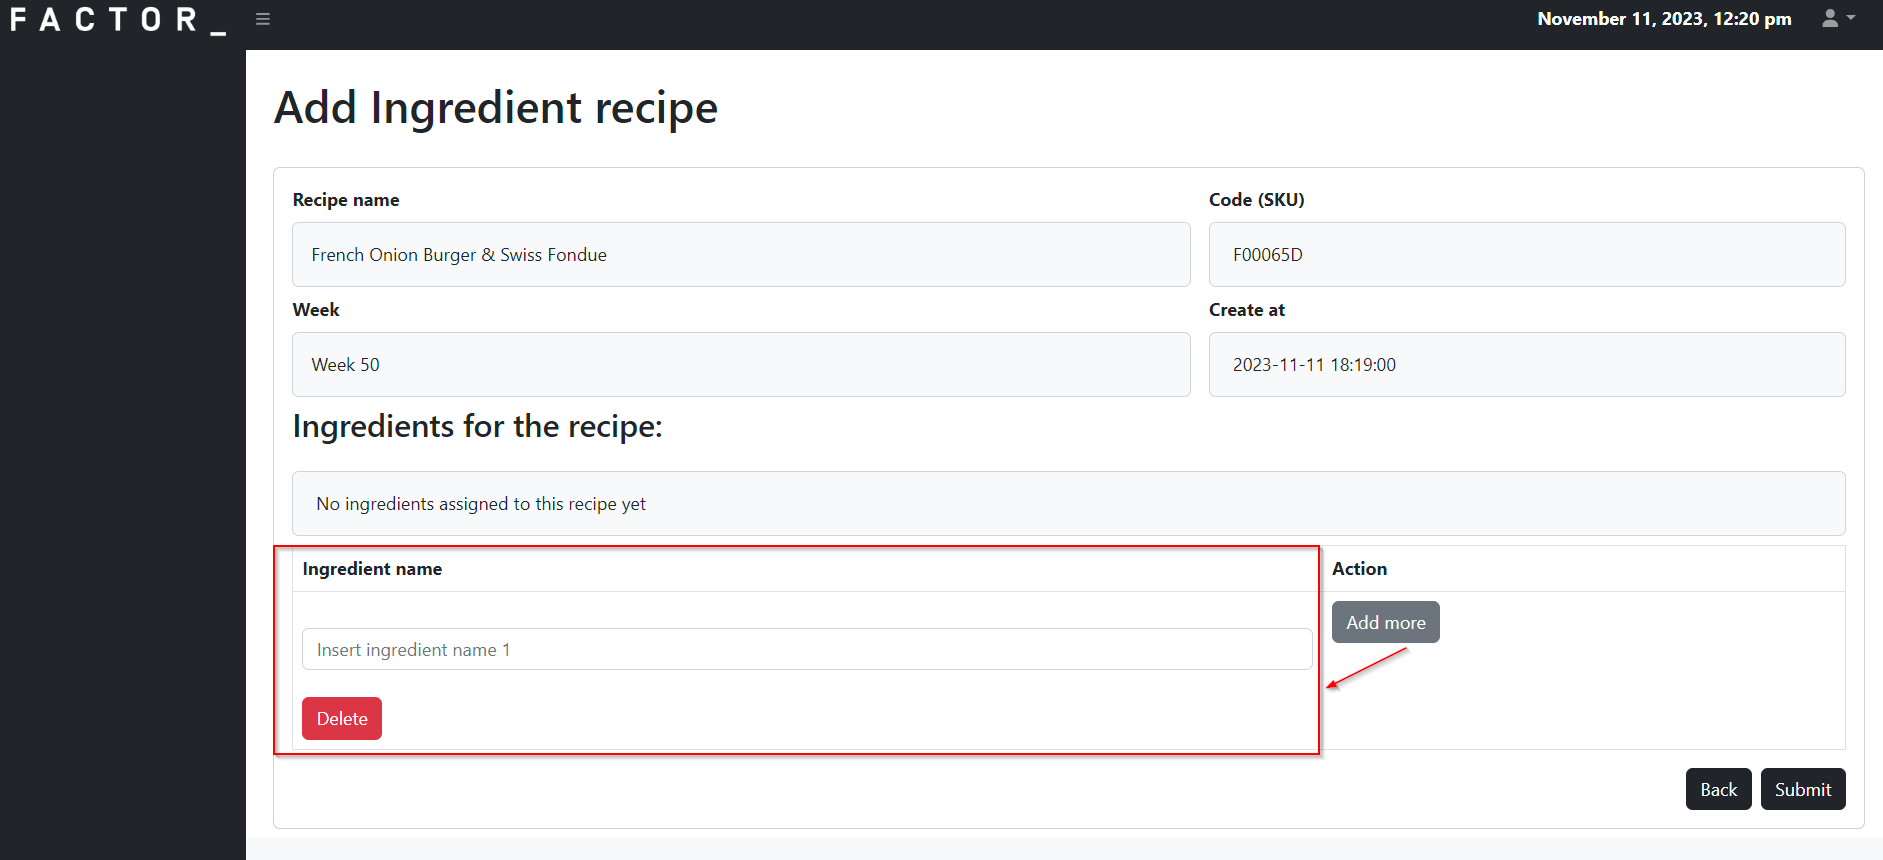 FACTOR_
November 11, 2023, 12:20 pm
Add Ingredient recipe
Recipe name
Code (SKU)
French Onion Burger & Swiss Fondue
F00065D
Week
Create at
Week 50
2023-11-11 18:19:00
Ingredients for the recipe:
No ingredients assigned to this recipe yet
Ingredient name
Action
Add more
Insert ingredient name 1
Delete
Back
Submit